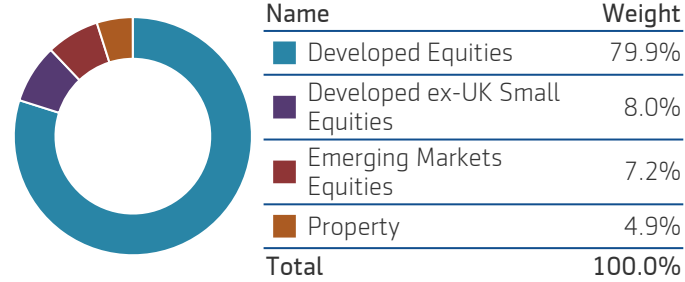 Name Weight
Developed Equities 79.9%
Developed ex-UK Small
Equities 8.0%
Emerging Markets
Equities 7.2%
Property 4.9%
Total 100.0%